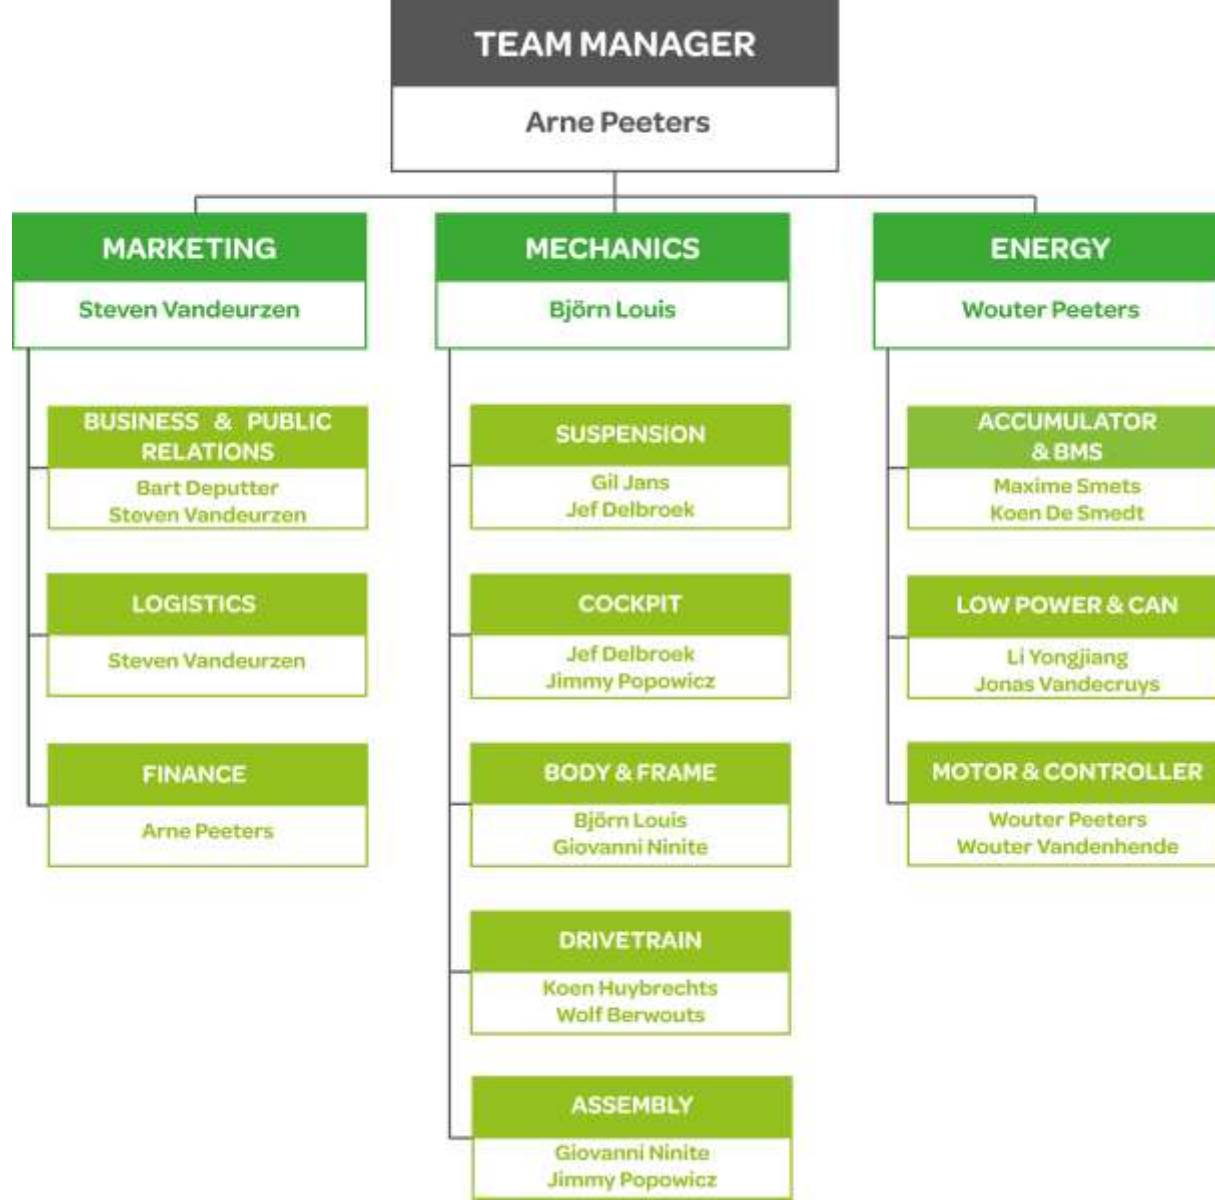 TEAM MANAGER
Arne Peeters
MARKETING
Steven Vandeurzen
BUSINESS & PUBLIC
RELATIONS
Bart Deputter
Steven Vandeurzen
LOGISTICS
Steven Vandeurzen
FINANCE
Arne Peeters
MECHANICS
Björn Louis
SUSPENSION
Gil Jans
Jef Delbroek
COCKPIT
Jef Delbroek
Jimmy Popowicz
BODY & FRAME
Björn Louis
Giovanni Ninite
DRIVETRAIN
Koen Huybrechts
Wolf Berwouts
ASSEMBLY
Giovanni Ninite
Jimmy Popowicz
ENERGY
Wouter Peeters
ACCUMULATOR
& BMS
Maxime Smets
Koen De Smedt
LOW POWER & CAN
Li Yongjiang
Jonas Vandecruys
MOTOR & CONTROLLER
Wouter Peeters
Wouter Vandenhende